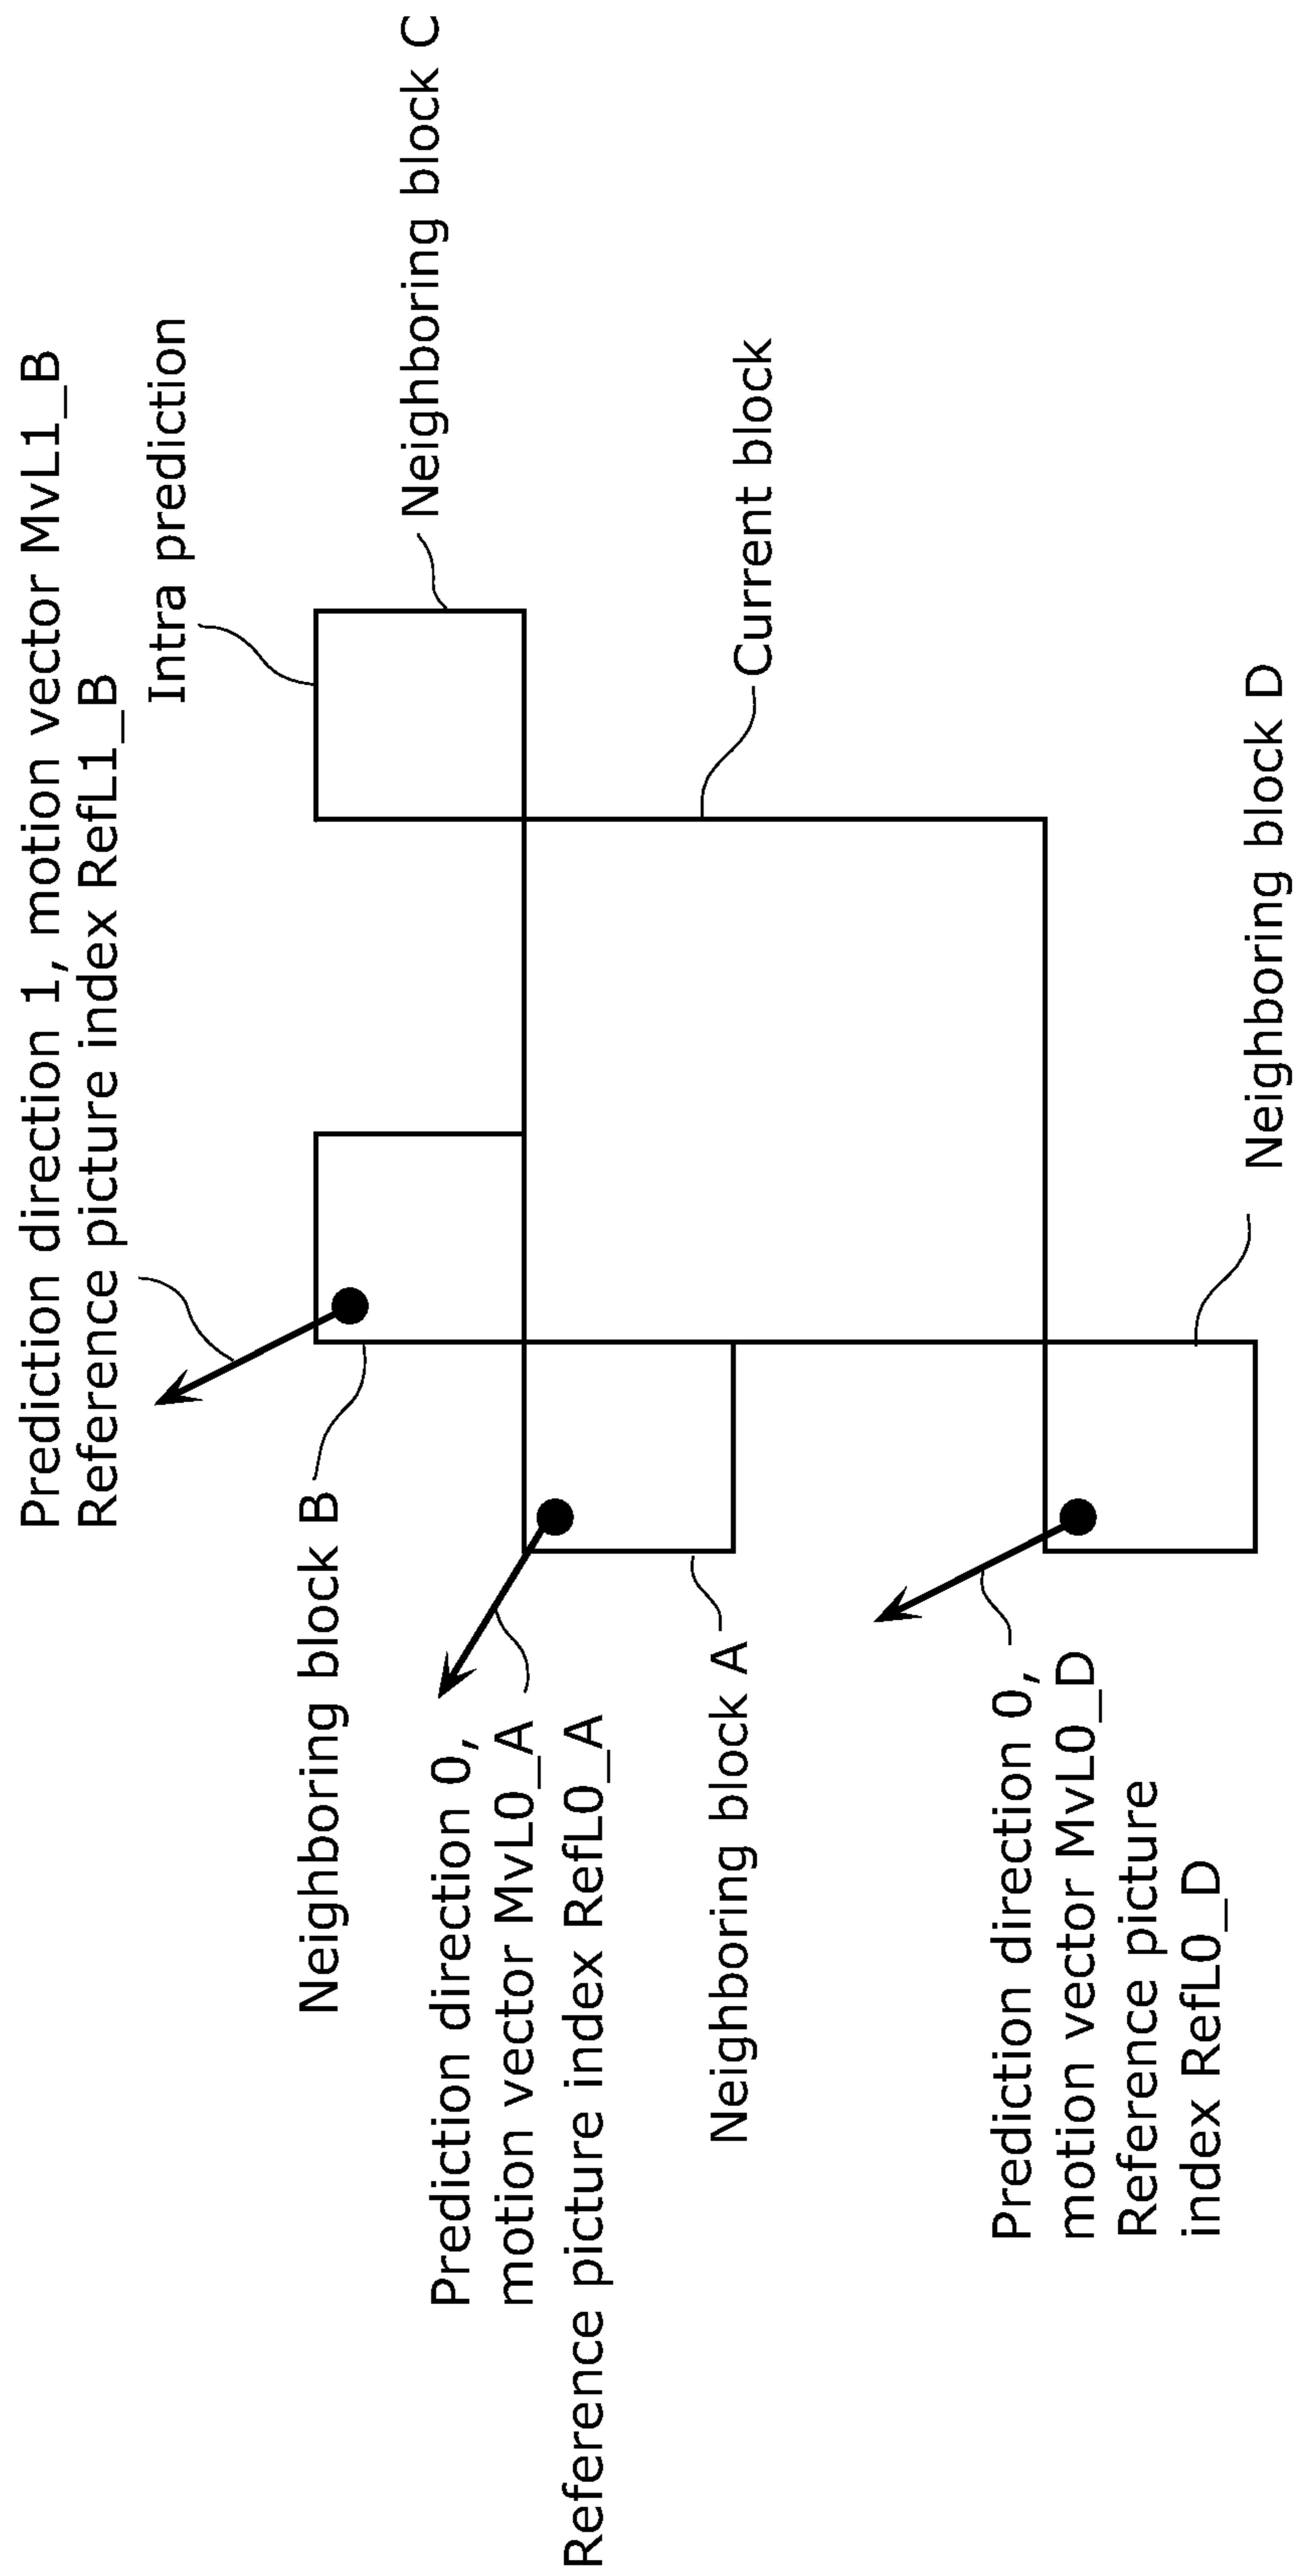 Prediction direction 1, motion vector MvL1_B
Reference picture index RefL1_B
Intra prediction
Neighboring block B
Neighboring block C
Prediction direction 0,
motion vector MvL0_A
Reference picture index RefL0_A
Neighboring block A
Current block
Prediction direction 0,
motion vector MvL0_D
Reference picture
index RefL0_D
Neighboring block D